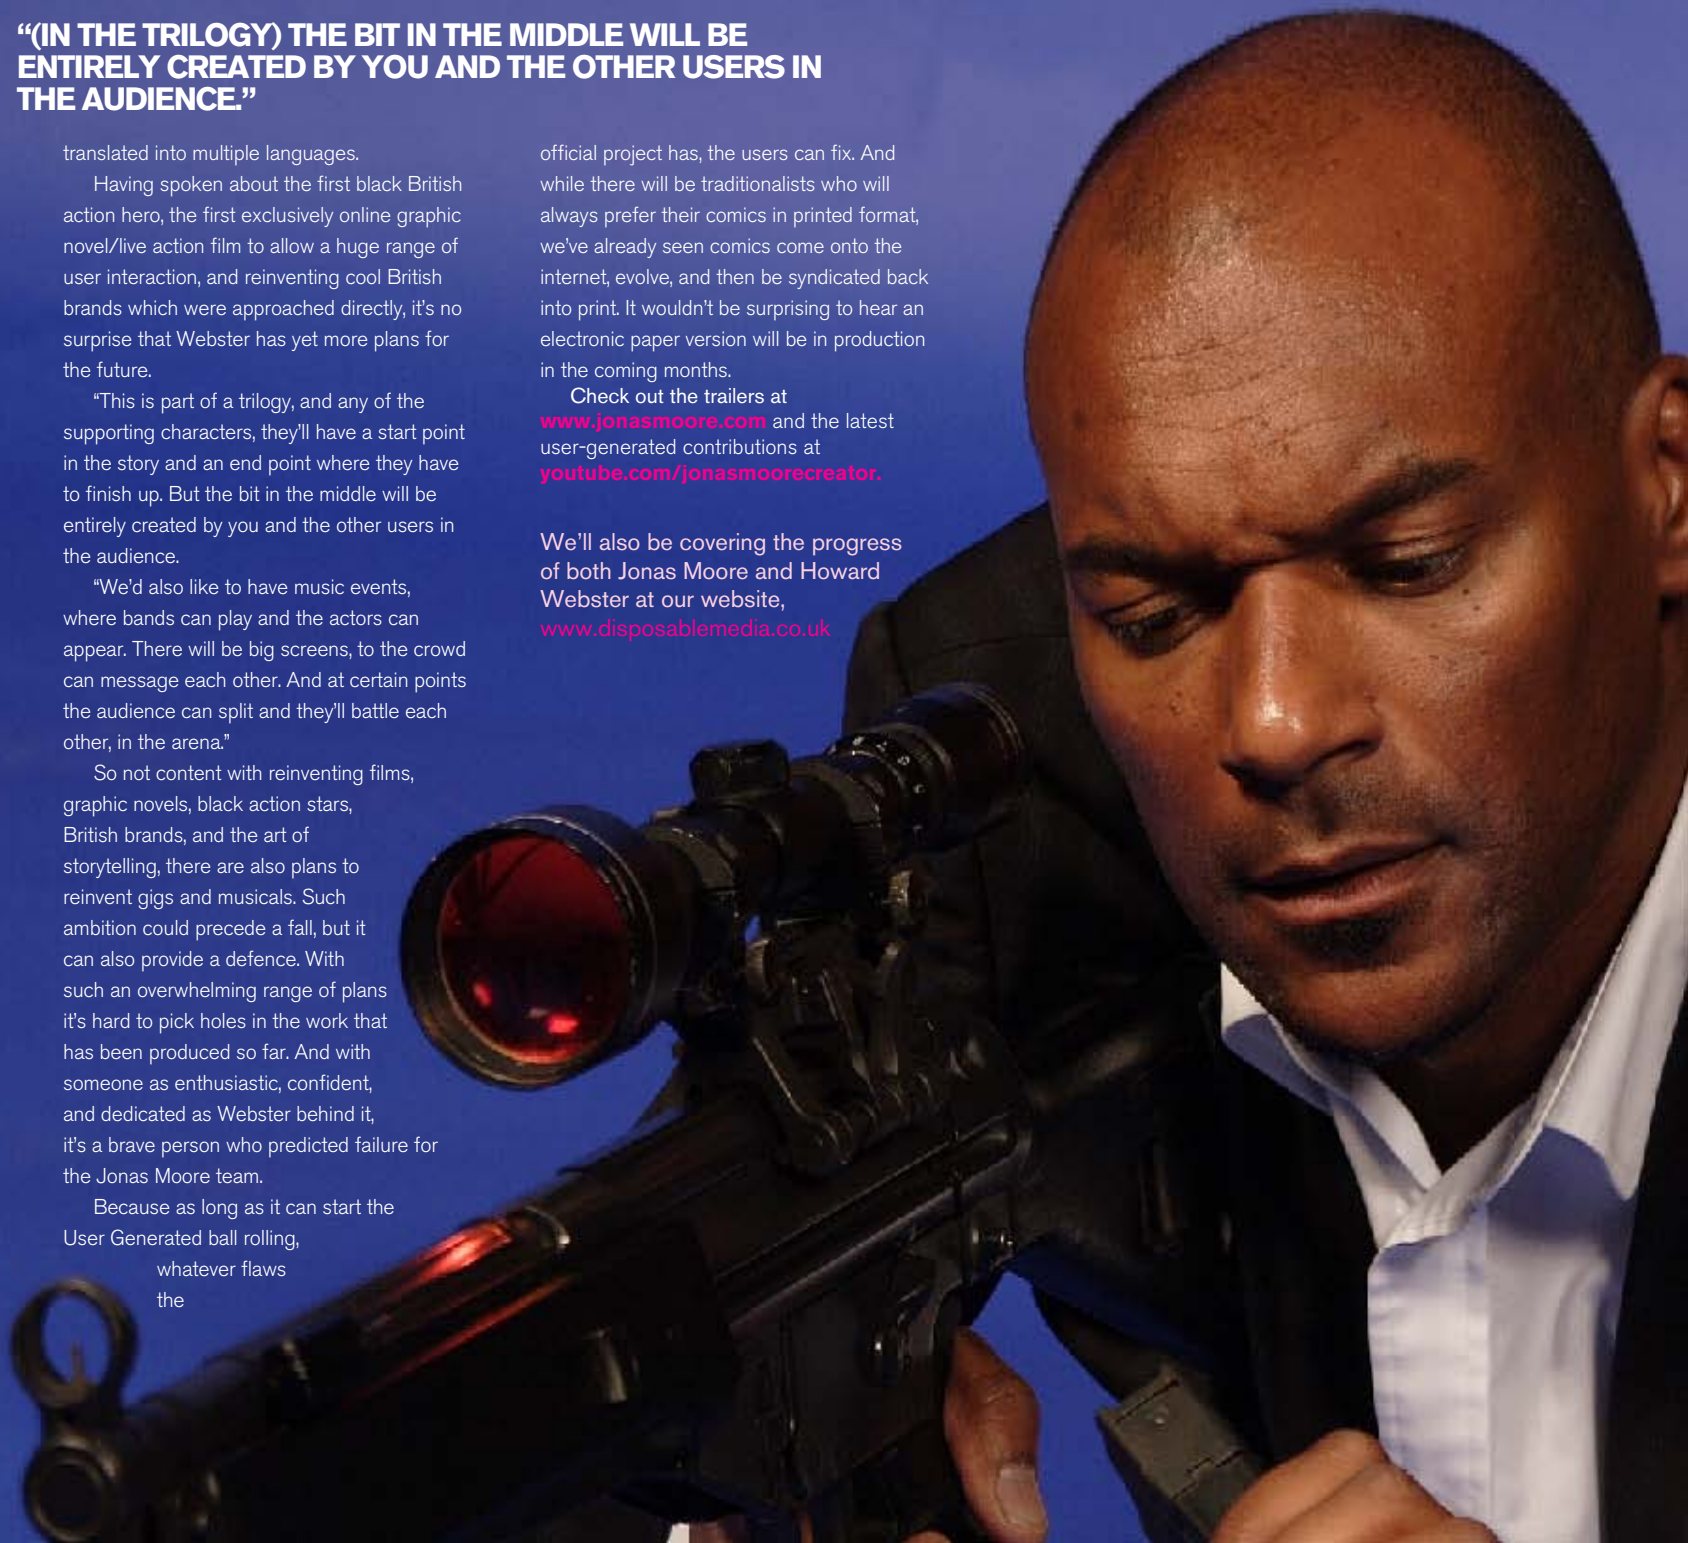 “(IN THE TRILOGY) THE BIT IN THE MIDDLE WILL BE
ENTIRELY CREATED BY YOU AND THE OTHER USERS IN
THE AUDIENCE.”
translated into multiple languages.
Having spoken about the first black British
action hero, the first exclusively online graphic
novel/live action film to allow a huge range of
user interaction, and reinventing cool British
brands which were approached directly, it’s no
surprise that Webster has yet more plans for
the future.
“This is part of a trilogy, and any of the
supporting characters, they’ll have a start point
in the story and an end point where they have
to finish up. But the bit in the middle will be
entirely created by you and the other users in
the audience.
“We’d also like to have music events,
where bands can play and the actors can
appear. There will be big screens, to the crowd
can message each other. And at certain points
the audience can split and they’ll battle each
other, in the arena.”
So not content with reinventing films,
graphic novels, black action stars,
British brands, and the art of
storytelling, there are also plans to
reinvent gigs and musicals. Such
ambition could precede a fall, but it
can also provide a defence. With
such an overwhelming range of plans
it’s hard to pick holes in the work that
has been produced so far. And with
someone as enthusiastic, confident,
and dedicated as Webster behind it,
it’s a brave person who predicted failure for
the Jonas Moore team.
Because as long as it can start the
User Generated ball rolling,
whatever flaws
the
official project has, the users can fix. And
while there will be traditionalists who will
always prefer their comics in printed format,
we’ve already seen comics come onto the
internet, evolve, and then be syndicated back
into print. It wouldn’t be surprising to hear an
electronic paper version will be in production
in the coming months.
Check out the trailers at
www.jonasmoore.com and the latest
user-generated contributions at
youtube.com/jonasmoorecreator.
We’ll also be covering the progress
of both Jonas Moore and Howard
Webster at our website,
www.disposablemedia.co.uk